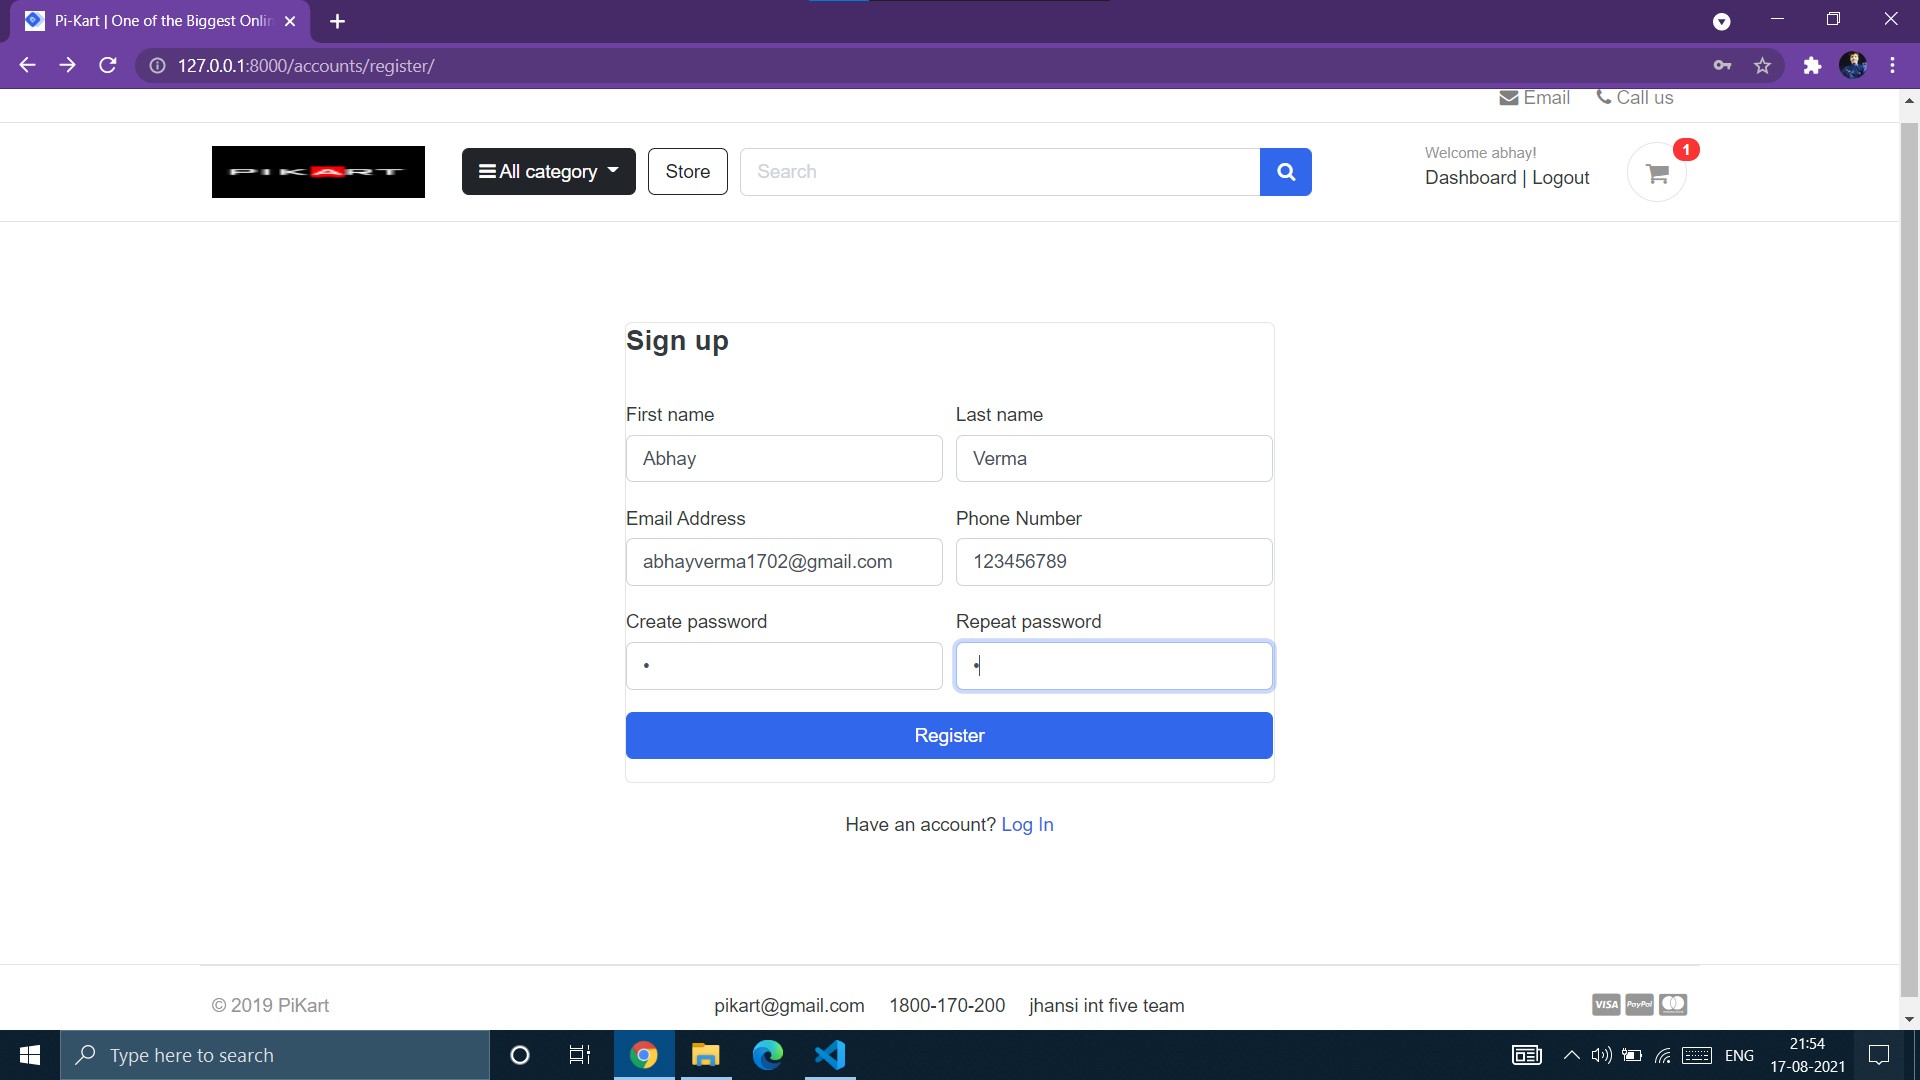 Pi-Kart | One of the Biggest Onlin
127.0.0.1:8000/accounts/register/
Email Call us
PIKART
All category Store Search
Welcome abhay!
Dashboard | Logout
1
Sign up
First name Last name
Abhay Verma
Email Address Phone Number
abhayverma1702@gmail.com 123456789
Create password Repeat password
Register
Have an account? Log In
© 2019 PiKart pikart@gmail.com 1800-170-200 jhansi int five team VISA PayPal
Type here to search
ENG
21:54
17-08-2021